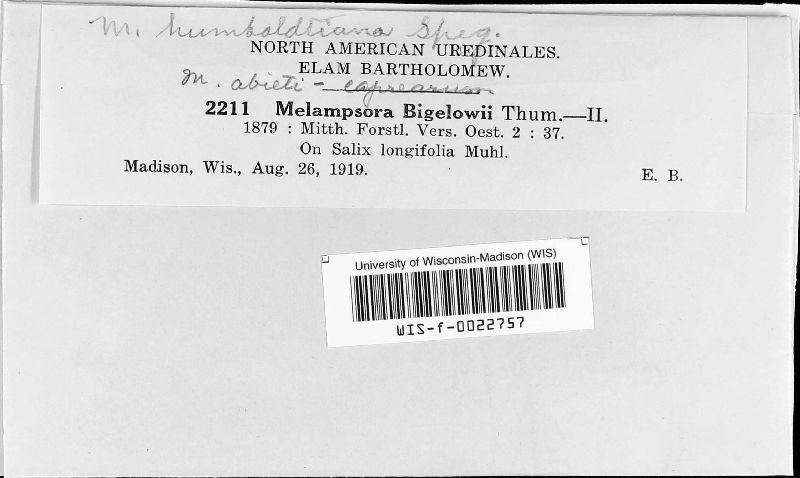 M. humboldtiana Speg.
NORTH AMERICAN UREDINALES.
ELAM BARTHOLOMEW.
M. abieti - caprearum
2211 Melampsora Bigelowii Thum.—II.
1879 : Mitth. Forstl. Vers. Oest. 2 : 37.
On Salix longifolia Muhl.
Madison, Wis., Aug. 26, 1919. E. B.
University of Wisconsin-Madison (WIS)
WIS-f-0022757